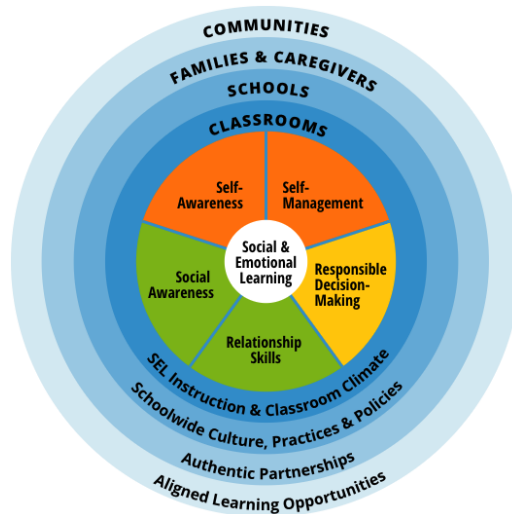 COMMUNITIES
FAMILIES & CAREGIVERS
SCHOOLS
CLASSROOMS
Self-
Awareness
Self-
Management
Social &
Emotional
Learning
Social
Awareness
Responsible
Decision-
Making
Relationship
Skills
SEL Instruction & Classroom Climate
Schoolwide Culture, Practices & Policies
Authentic Partnerships
Aligned Learning Opportunities